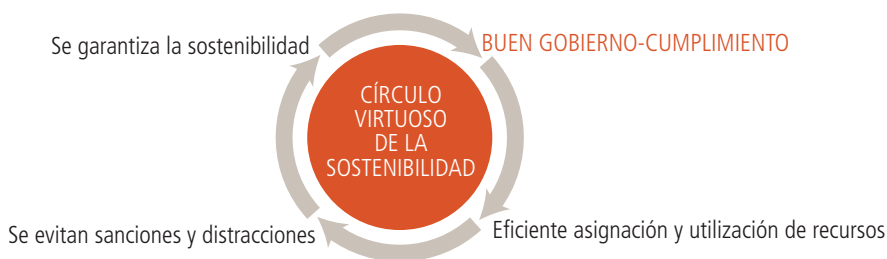 Se garantiza la sostenibilidad
BUEN GOBIERNO-CUMPLIMIENTO
CÍRCULO
VIRTUOSO
DE LA
SOSTENIBILIDAD
Se evitan sanciones y distracciones
Eficiente asignación y utilización de recursos